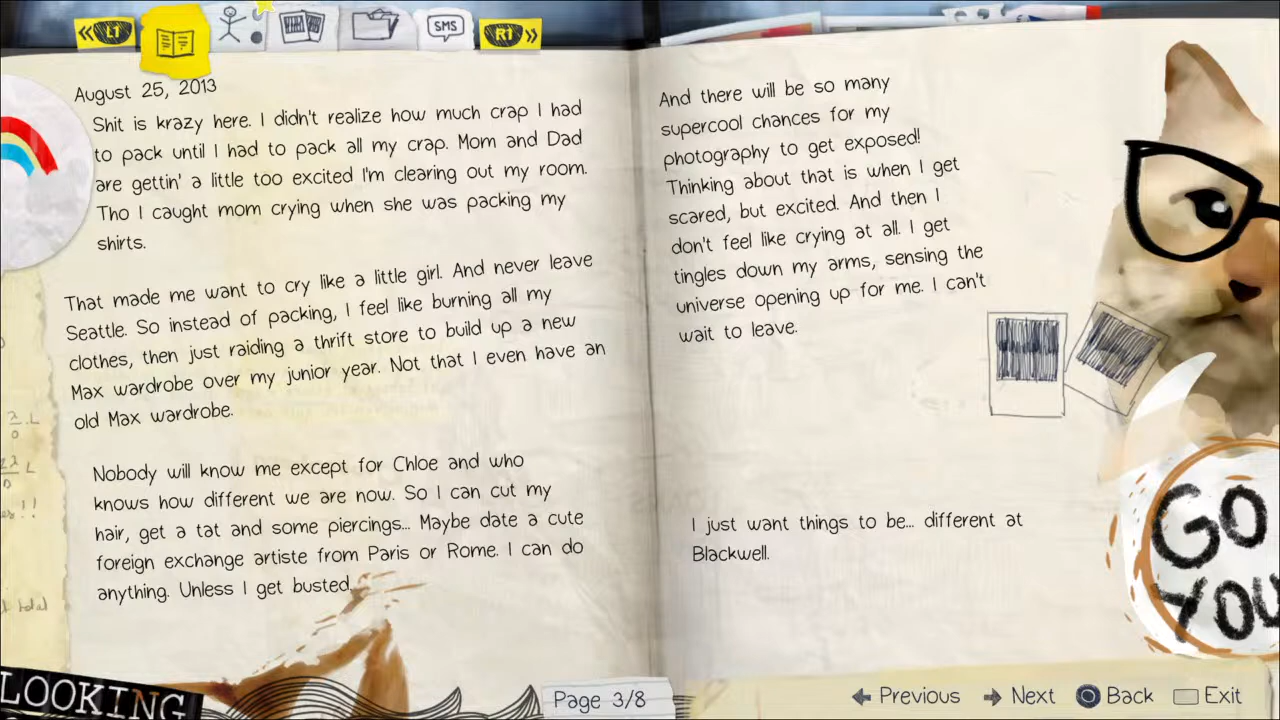 L1
SMS
R1
August 25, 2013
Shit is krazy here. I didn't realize how much crap I had
to pack until I had to pack all my crap. Mom and Dad
are gettin' a little too excited I'm clearing out my room.
Tho I caught mom crying when she was packing my
shirts.
That made me want to cry like a little girl. And never leave
Seattle. So instead of packing, I feel like burning all my
clothes, then just raiding a thrift store to build up a new
Max wardrobe over my junior year. Not that I even have an
old Max wardrobe.
Nobody will know me except for Chloe and who
knows how different we are now. So I can cut my
hair, get a tat and some piercings... Maybe date a cute
foreign exchange artiste from Paris or Rome. I can do
anything. Unless I get busted.
LOOKING
And there will be so many
supercool chances for my
photography to get exposed!
Thinking about that is when I get
scared, but excited. And then I
don't feel like crying at all. I get
tingles down my arms, sensing the
universe opening up for me. I can't
wait to leave.
I just want things to be... different at
Blackwell.
GO
YOU
Page 3/8
Previous
Next
Back
Exit